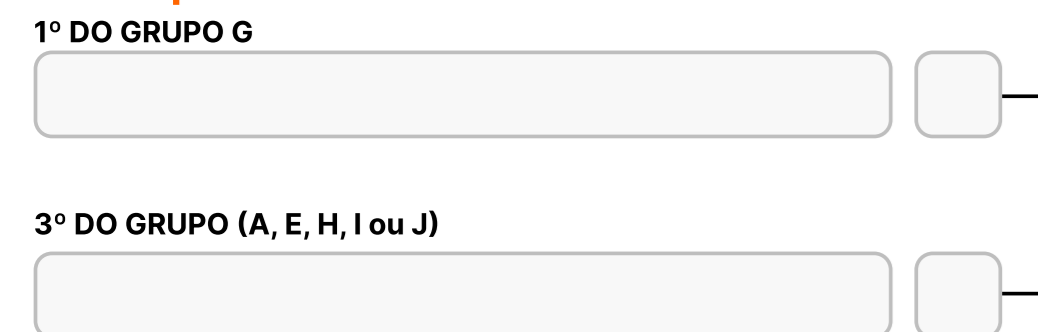 1º DO GRUPO G
3º DO GRUPO (A, E, H, I ou J)